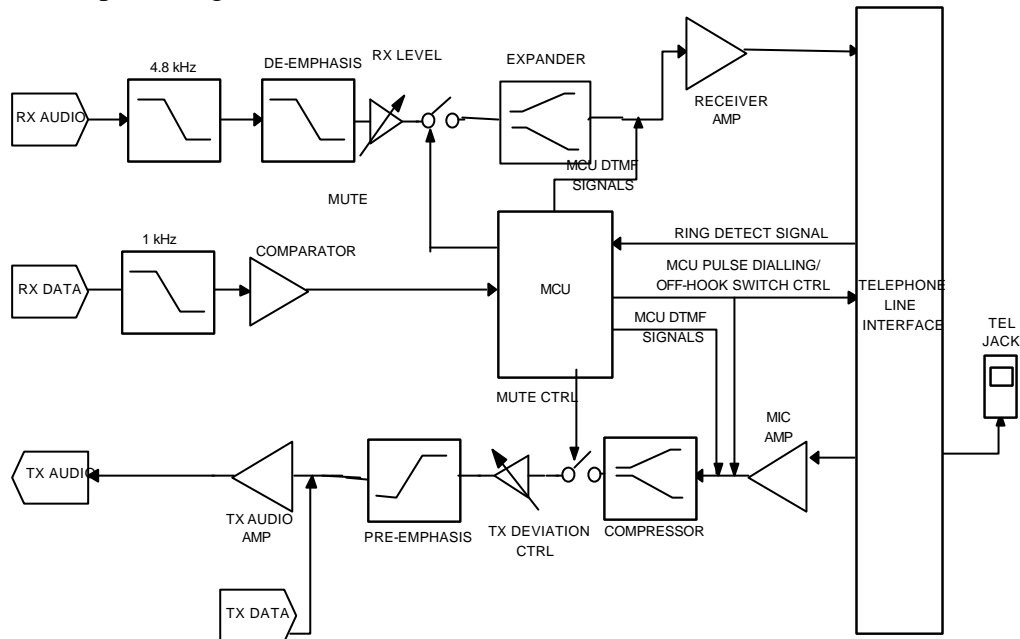 4.8 kHz
DE-EMPHASIS
RX LEVEL
EXPANDER
RX AUDIO
RECEIVER
AMP
MCU DTMF
SIGNALS
MUTE
1 kHz
COMPARATOR
RX DATA
MCU
RING DETECT SIGNAL
MCU PULSE DIALLING/
OFF-HOOK SWITCH CTRL
MCU DTMF
SIGNALS
TELEPHONE
LINE
INTERFACE
TEL
JACK
MUTE CTRL
MIC
AMP
TX AUDIO
TX AUDIO
AMP
PRE-EMPHASIS
TX DEVIATION
CTRL
COMPRESSOR
TX DATA